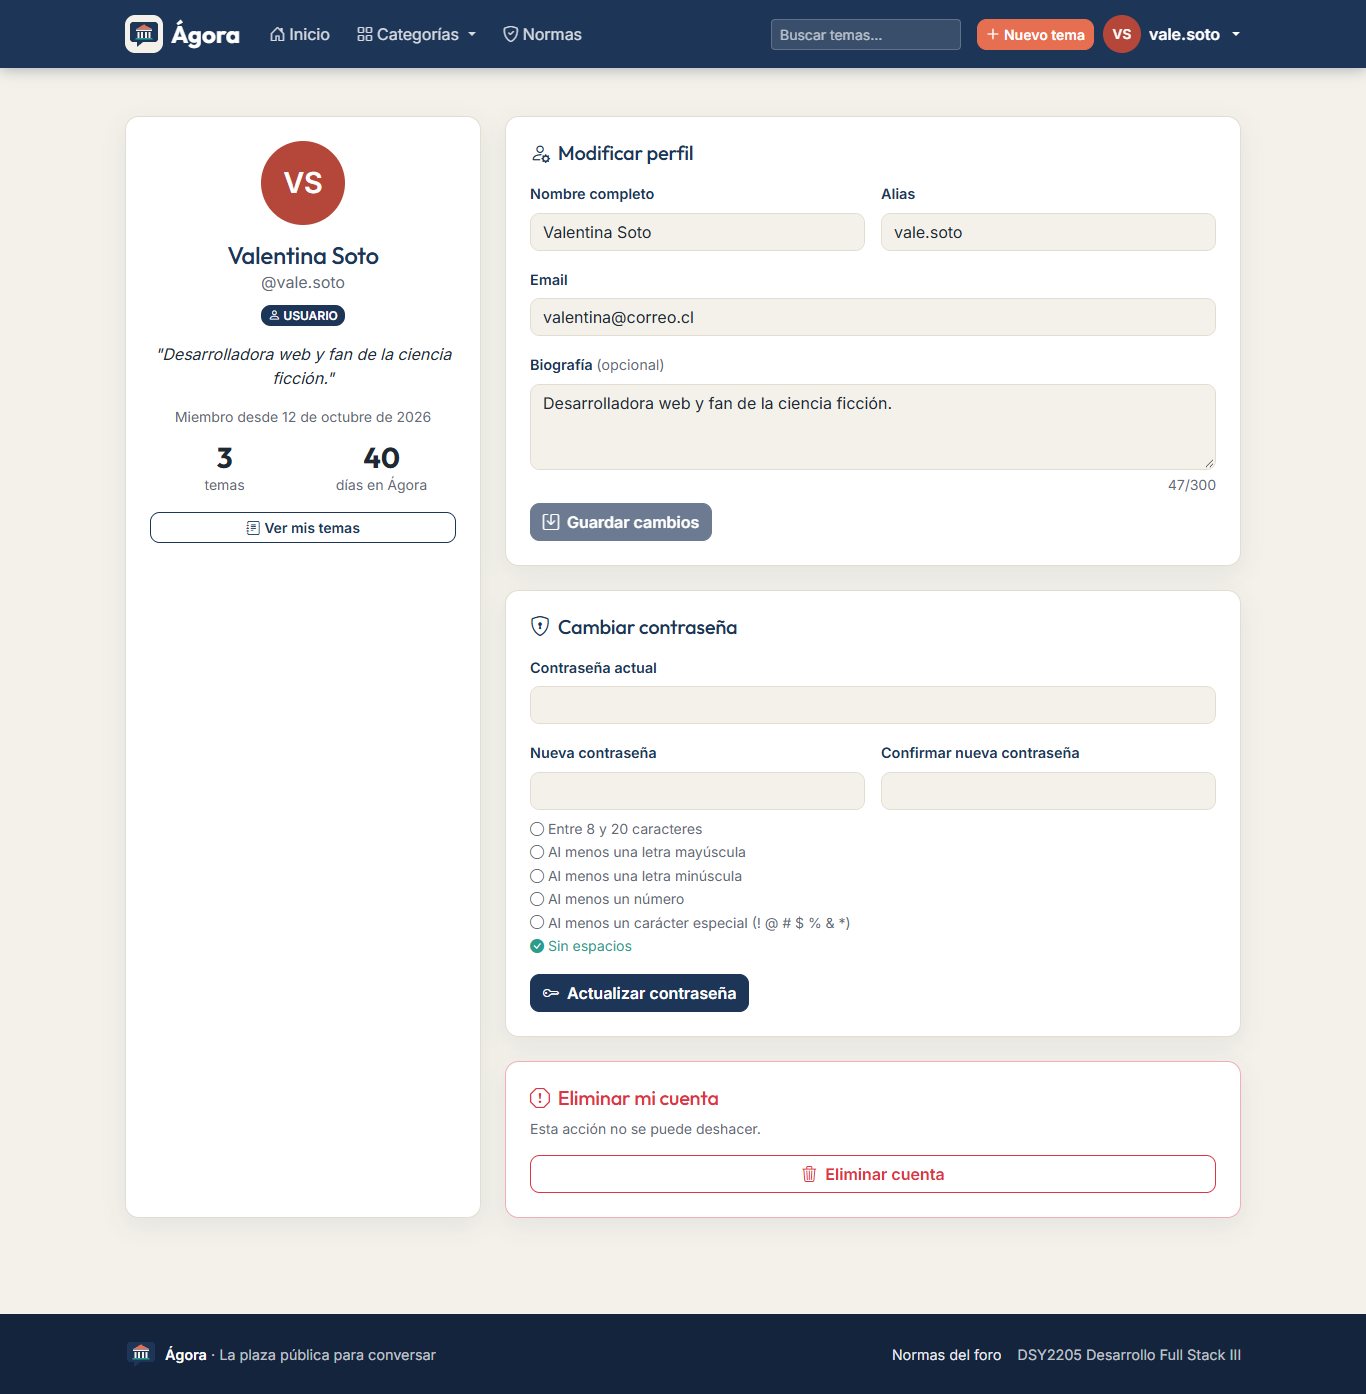 Ágora
Inicio
Categorías
Normas
Buscar temas...
Nuevo tema
VS
vale.soto
VS
Valentina Soto
@vale.soto
USUARIO
"Desarrolladora web y fan de la ciencia
ficción."
Miembro desde 12 de octubre de 2026
3
temas
40
días en Ágora
Ver mis temas
Modificar perfil
Nombre completo
Valentina Soto
Alias
vale.soto
Email
valentina@correo.cl
Biografía (opcional)
Desarrolladora web y fan de la ciencia ficción.
47/300
Guardar cambios
Cambiar contraseña
Contraseña actual
Nueva contraseña
Confirmar nueva contraseña
Entre 8 y 20 caracteres
Al menos una letra mayúscula
Al menos una letra minúscula
Al menos un número
Al menos un carácter especial (! @ # $ % & *)
Sin espacios
Actualizar contraseña
Eliminar mi cuenta
Esta acción no se puede deshacer.
Eliminar cuenta
Ágora · La plaza pública para conversar
Normas del foro
DSY2205 Desarrollo Full Stack III